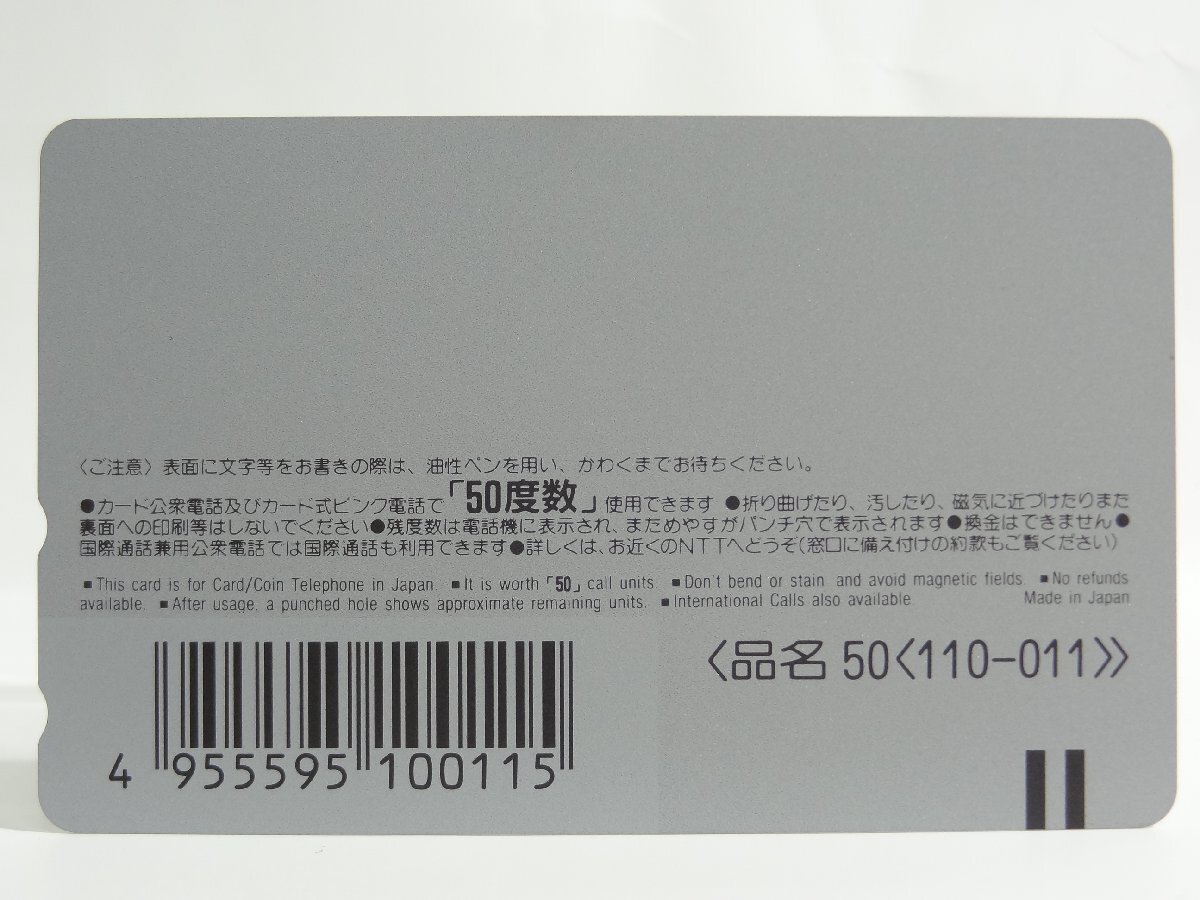 〈ご注意〉表面に文字等をお書きの際は、油性ペンを用い、かわくまでお待ちください。
●カード公衆電話及びカード式ピンク電話で「50度数」使用できます ●折り曲げたり、汚したり、磁気に近づけたりまた
裏面への印刷等はしないでください●残度数は電話機に表示され、まためやすがパンチ穴で表示されます●換金はできません●
国際通話兼用公衆電話では国際通話も利用できます●詳しくは、お近くのNTTへどうぞ(窓口に備え付けの約款もご覧ください)
■This card is for Card/Coin Telephone in Japan. ■It is worth「50」call units. ■Don't bend or stain and avoid magnetic fields. ■No refunds
available. ■After usage, a punched hole shows approximate remaining units. ■International Calls also available. Made in Japan
〈品名 50〈110-011〉〉
4 955595 100115